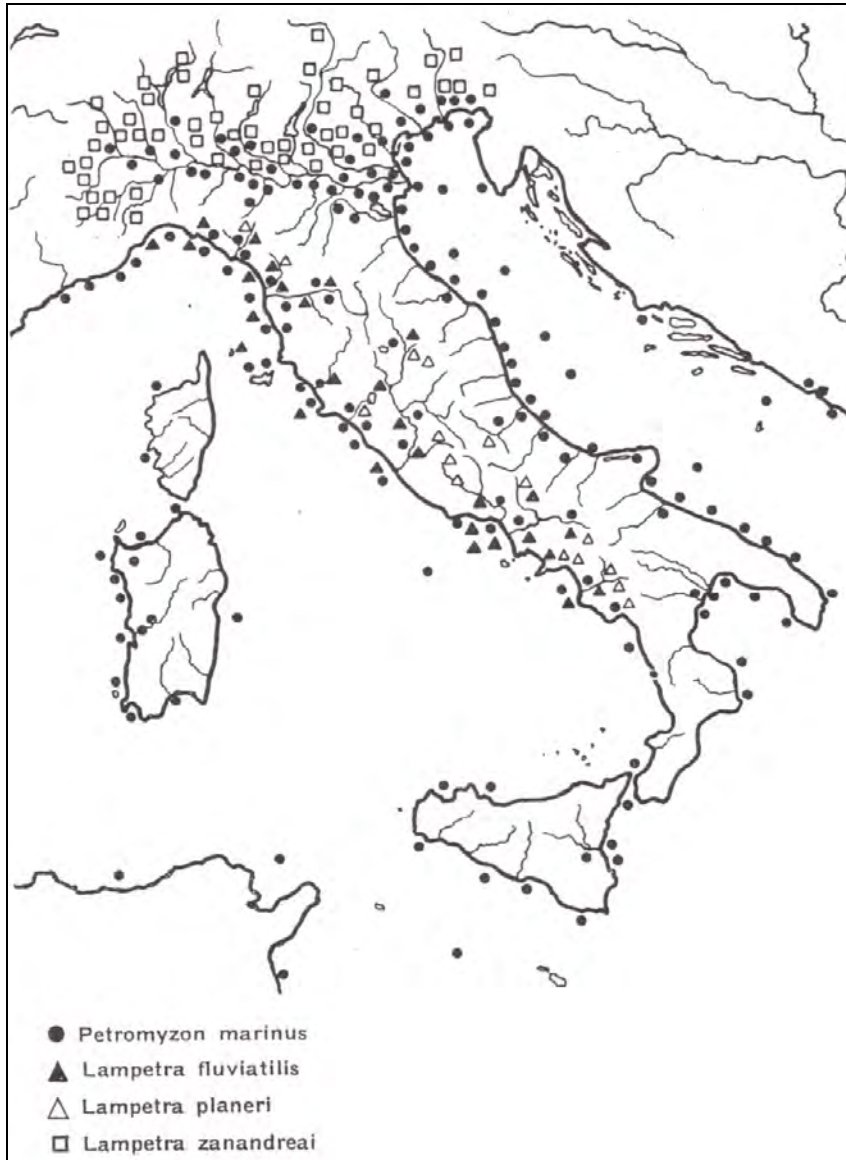 Petromyzon marinus
Lampetra fluviatilis
Lampetra planeri
Lampetra zanandreai